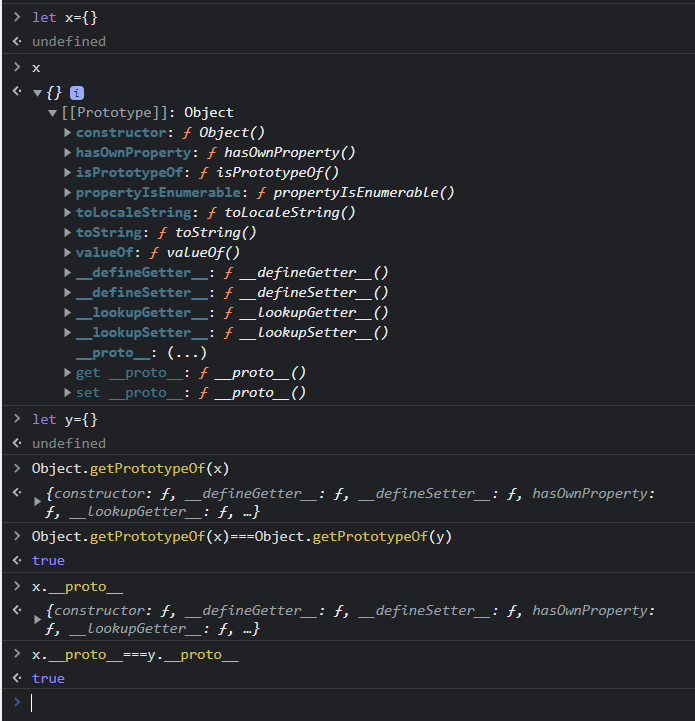 let x={}
undefined
x
{} i
[[Prototype]]: Object
constructor: ƒ Object()
hasOwnProperty: ƒ hasOwnProperty()
isPrototypeOf: ƒ isPrototypeOf()
propertyIsEnumerable: ƒ propertyIsEnumerable()
toLocaleString: ƒ toLocaleString()
toString: ƒ toString()
valueOf: ƒ valueOf()
__defineGetter__: ƒ __defineGetter__()
__defineSetter__: ƒ __defineSetter__()
__lookupGetter__: ƒ __lookupGetter__()
__lookupSetter__: ƒ __lookupSetter__()
__proto__: (...)
get __proto__: ƒ __proto__()
set __proto__: ƒ __proto__()
let y={}
undefined
Object.getPrototypeOf(x)
{constructor: ƒ, __defineGetter__: ƒ, __defineSetter__: ƒ, hasOwnProperty:
ƒ, __lookupGetter__: ƒ, …}
Object.getPrototypeOf(x)===Object.getPrototypeOf(y)
true
x.__proto__
{constructor: ƒ, __defineGetter__: ƒ, __defineSetter__: ƒ, hasOwnProperty:
ƒ, __lookupGetter__: ƒ, …}
x.__proto__===y.__proto__
true